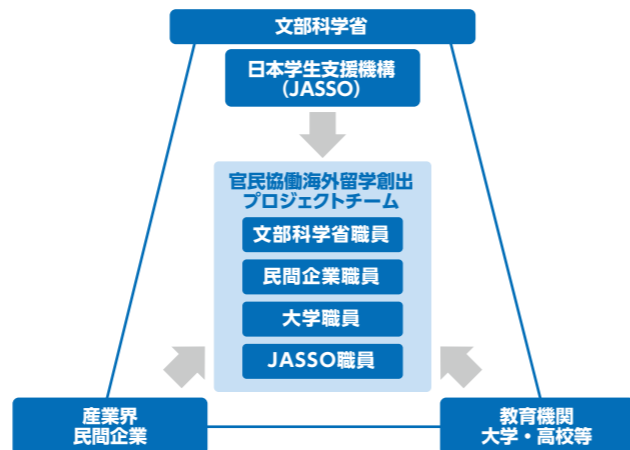 文部科学省
日本学生支援機構
(JASSO)
官民協働海外留学創出
プロジェクトチーム
文部科学省職員
民間企業職員
大学職員
JASSO職員
産業界
民間企業
教育機関
大学・高校等